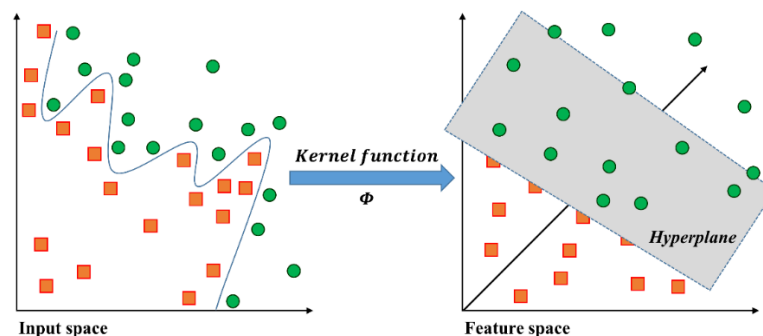 Kernel function
Φ
Hyperplane
Input space
Feature space